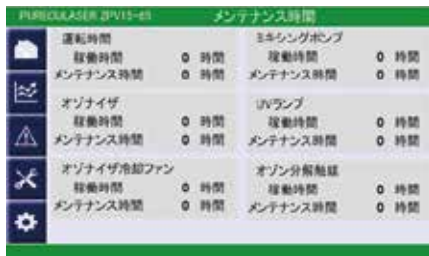 PURECULASER ZPV15-65 メンテナンス時間
運転時間
稼働時間 0 時間
メンテナンス時間 0 時間
ミキシングポンプ
稼働時間 0 時間
メンテナンス時間 0 時間
オゾナイザ
稼働時間 0 時間
メンテナンス時間 0 時間
UVランプ
稼働時間 0 時間
メンテナンス時間 0 時間
オゾナイザ冷却ファン
稼働時間 0 時間
メンテナンス時間 0 時間
オゾン分解触媒
稼働時間 0 時間
メンテナンス時間 0 時間